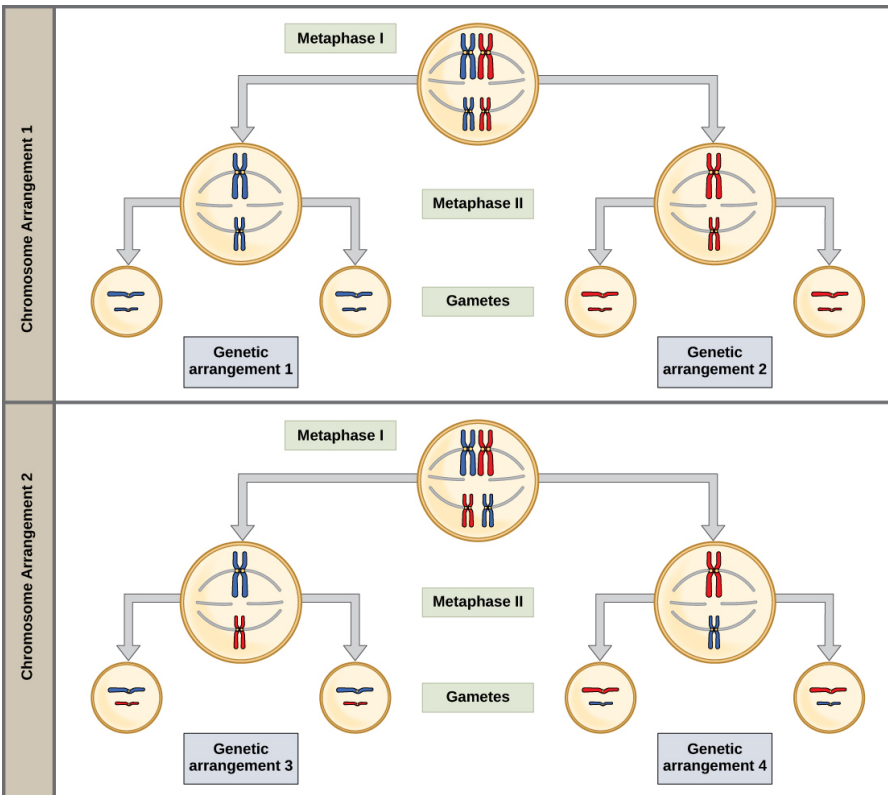 Chromosome Arrangement 1
Metaphase I
Metaphase II
Gametes
Genetic
arrangement 1
Genetic
arrangement 2
Chromosome Arrangement 2
Metaphase I
Metaphase II
Gametes
Genetic
arrangement 3
Genetic
arrangement 4